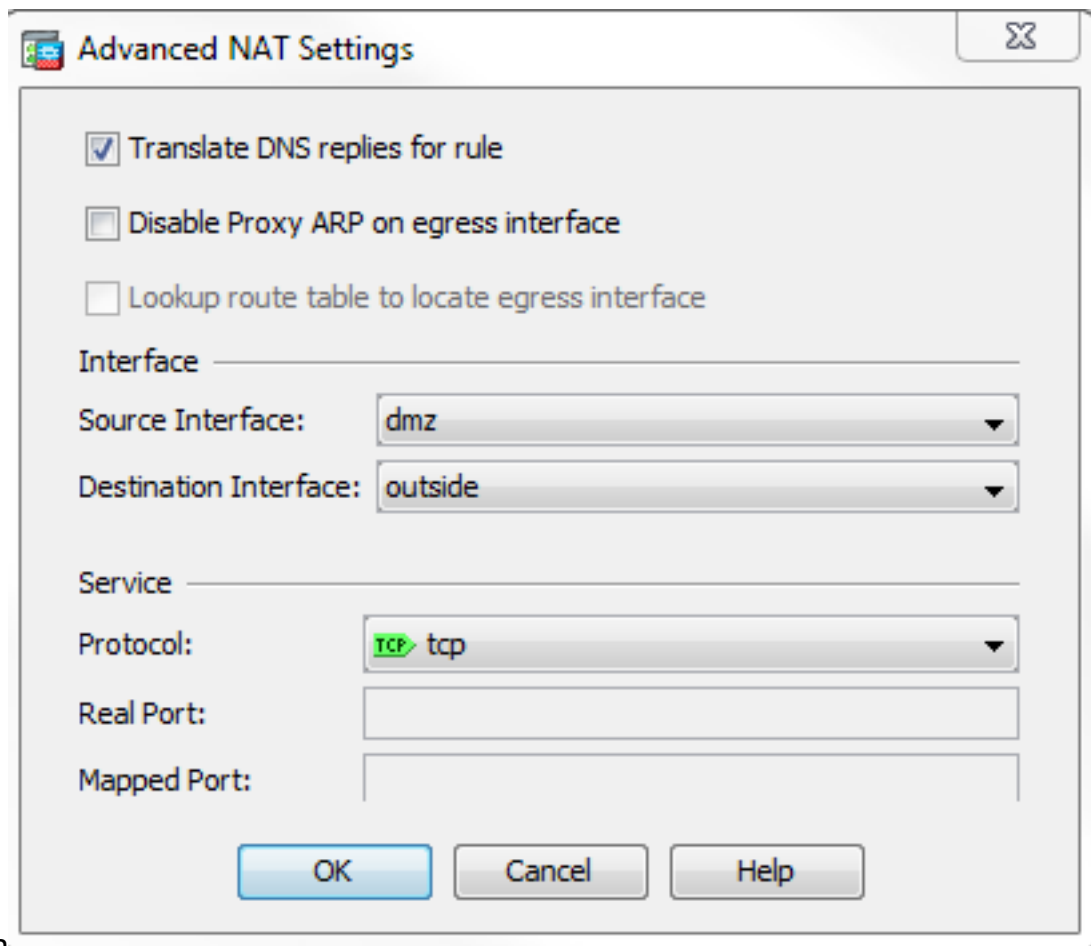 Advanced NAT Settings
Translate DNS replies for rule
Disable Proxy ARP on egress interface
Lookup route table to locate egress interface
Interface
Source Interface: dmz
Destination Interface: outside
Service
Protocol: TCP tcp
Real Port:
Mapped Port:
OK Cancel Help